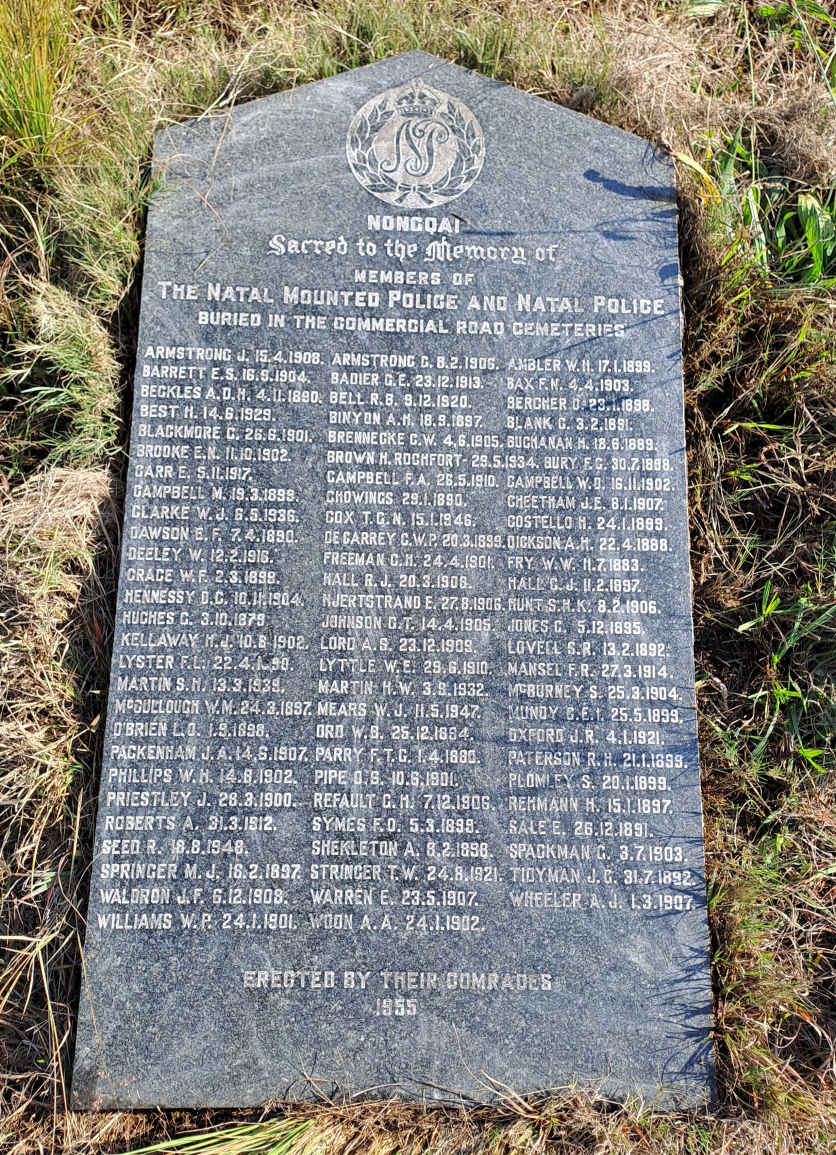 NP
NONGQAI
Sacred to the Memory of
MEMBERS OF
THE NATAL MOUNTED POLICE AND NATAL POLICE
BURIED IN THE COMMERCIAL ROAD CEMETERIES
ARMSTRONG J. 15.4.1908. ARMSTRONG G. 8.2.1906. AMBLER W.H. 17.1.1899.
BARRETT E.S. 16.9.1904. BADIER G.E. 23.12.1913. BAX F.N. 4.4.1903.
BECKLES A.D.H. 4.11.1890. BELL R.B. 9.12.1920. BERCHER D. 23.1.1898.
BEST H. 14.6.1929. BINYON A.H. 18.9.1897. BLANK C. 3.2.1891.
BLACKMORE C. 26.6.1901. BRENNECKE C.W. 4.6.1905. BUCHANAN H. 18.6.1889.
BROOKE E.N. 11.10.1902. BROWN H. ROCHFORT- 29.5.1934. BURY F.G. 30.7.1888.
CARR E. 5.11.1917. CAMPBELL F.A. 26.5.1910. CAMPBELL W.D. 16.11.1902.
CAMPBELL M. 19.3.1899. CHOWINGS 29.1.1890. CHEETHAM J.E. 6.1.1907.
CLARKE W.J. 6.5.1936. COX T.G.N. 15.1.1946. COSTELLO H. 24.1.1899.
DAWSON F. 7.4.1890. DE CARREY C.W.P. 20.3.1899. DICKSON A.H. 22.4.1888.
DEELEY W. 12.2.1916. FREEMAN C.H. 24.4.1901. FRY W.W. 11.7.1883.
GRACE W.F. 2.3.1898. HALL R.J. 20.3.1906. HALL C.J. 11.2.1897.
HENNESSY D.C. 10.11.1904. HJERTSTRAND E. 27.8.1906. HUNT S.H.K. 8.2.1906.
HUGHES C. 3.10.1879 JOHNSON G.T. 14.4.1905. JONES C. 5.12.1895.
KELLAWAY H.J. 10.8.1902. LORD A.S. 23.12.1909. LOVELL S.R. 13.2.1892.
LYSTER F.L. 22.4. LYTTLE W.E. 29.6.1910. MANSEL F.R. 27.3.1914.
MARTIN S.H. 13.3.1939. MARTIN H.W. 3.9.1932. McBURNEY S. 25.3.1904.
McCULLOUGH W.M. 24.3.1897. MEARS W.J. 11.5.1947. MUNDY 25.5.1899.
O'BRIEN L.O. 1.9.1898. ORD W.B. 25.12.1884. OXFORD J.R. 4.1.1921.
PACKENHAM J.A. 14.6.1907. PARRY F.T.G. 1.4.1880. PATERSON R.H. 21.1.1899.
PHILLIPS W.H. 14.8.1902. PIPE D.S. 10.6.1901. PLOMLEY S. 20.1.1899.
PRIESTLEY J. 28.3.1900. REFAULT C.H. 7.12.1906. REHMANN H. 15.1.1897.
ROBERTS A. 31.3.1912. SYMES F.O. 5.3.1899. SALE E. 26.12.1891.
SEED R. 18.8.1948. SHEKLETON A. 8.2.1898. SPACKMAN C. 3.7.1903.
SPRINGER M.J. 16.2.1897. STRINGER T.W. 24.8.1921. TIDYMAN J.G. 31.7.1892
WALDRON J.F. 6.12.1908. WARREN E. 23.5.1907. WHEELER A.J. 1.3.1907
WILLIAMS W.P. 24.1.1901. WOON A.A. 24.1.1902.
ERECTED BY THEIR COMRADES
1955